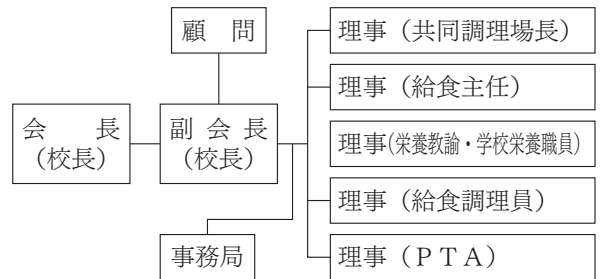 顧　問
会　　長
（校長）
副 会 長
（校長）
事務局
理事（共同調理場長）
理事（給食主任）
理事（栄養教諭・学校栄養職員）
理事（給食調理員）
理事（ＰＴＡ）